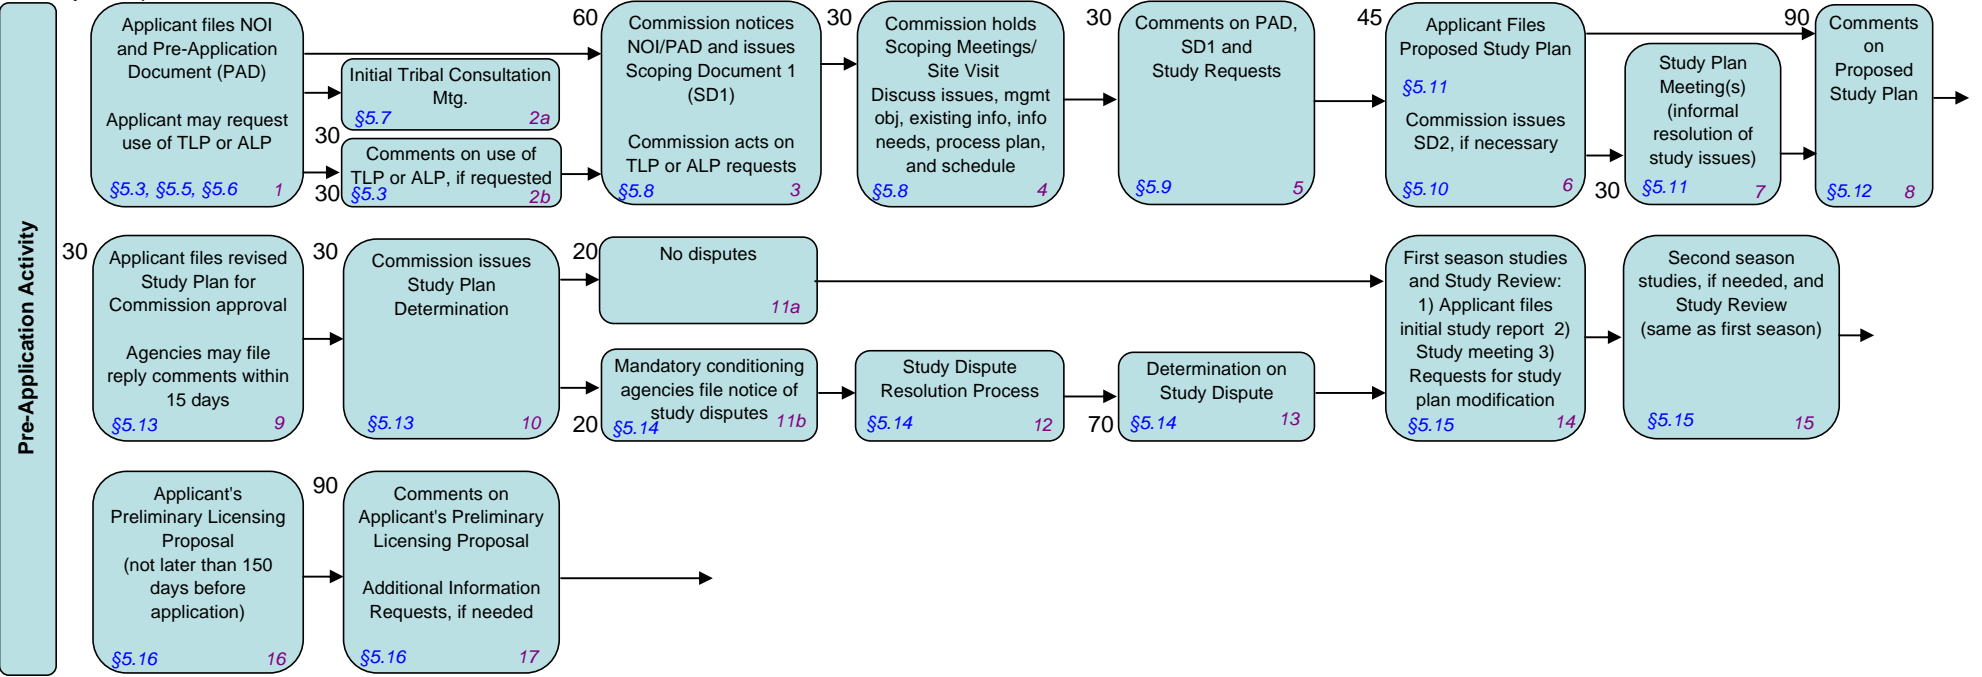 Pre-Application Activity
Applicant files NOI
and Pre-Application
Document (PAD)
Applicant may request
use of TLP or ALP
§5.3, §5.5, §5.6
1
Initial Tribal Consultation
Mtg.
§5.7
2a
30
Comments on use of
TLP or ALP, if requested
30
§5.3
2b
60
Commission notices
NOI/PAD and issues
Scoping Document 1
(SD1)
Commission acts on
TLP or ALP requests
§5.8
3
30
Commission holds
Scoping Meetings/
Site Visit
Discuss issues, mgmt
obj, existing info, info
needs, process plan,
and schedule
§5.8
4
30
Comments on PAD,
SD1 and
Study Requests
§5.9
5
45
Applicant Files
Proposed Study Plan
§5.11
Commission issues
SD2, if necessary
§5.10
6
Study Plan
Meeting(s)
(informal
resolution of
study issues)
30
§5.11
7
90
Comments
on
Proposed
Study Plan
§5.12
8
30
Applicant files revised
Study Plan for
Commission approval
Agencies may file
reply comments within
15 days
§5.13
9
30
Commission issues
Study Plan
Determination
§5.13
10
20
No disputes
11a
Mandatory conditioning
agencies file notice of
study disputes
20
§5.14
11b
Study Dispute
Resolution Process
§5.14
12
Determination on
Study Dispute
70
§5.14
13
First season studies
and Study Review:
1) Applicant files
initial study report 2)
Study meeting 3)
Requests for study
plan modification
§5.15
14
Second season
studies, if needed, and
Study Review
(same as first season)
§5.15
15
Applicant's
Preliminary Licensing
Proposal
(not later than 150
days before
application)
§5.16
16
90
Comments on
Applicant's Preliminary
Licensing Proposal
Additional Information
Requests, if needed
§5.16
17